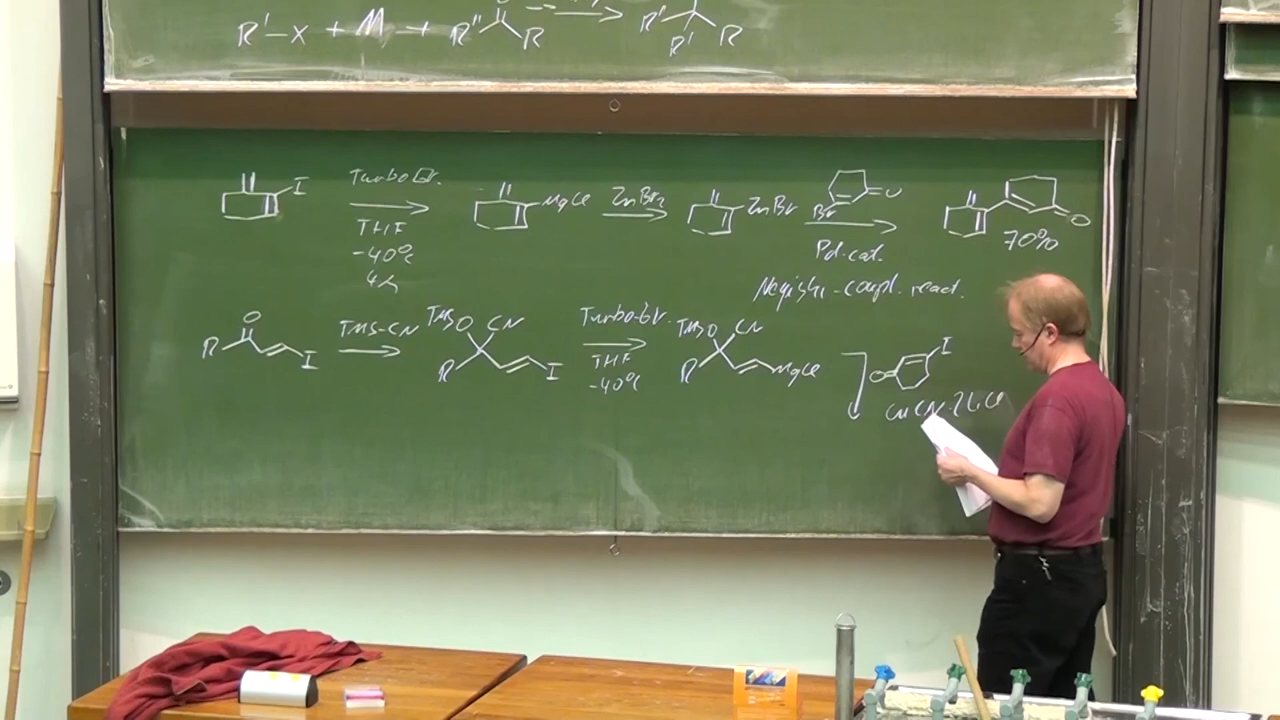 R'-X + M + R'' R R' R' R
I Turbo Gr. MgCl ZnBr₂ ZnBr Br O O
THF Pd-cat. 70%
-40°C
4h Negishi-coupl. react.
R O I TMS-CN TMSO CN R I Turbo-Gr. TMSO CN R MgCl O I
THF
-40°C CuCN·2LiCl